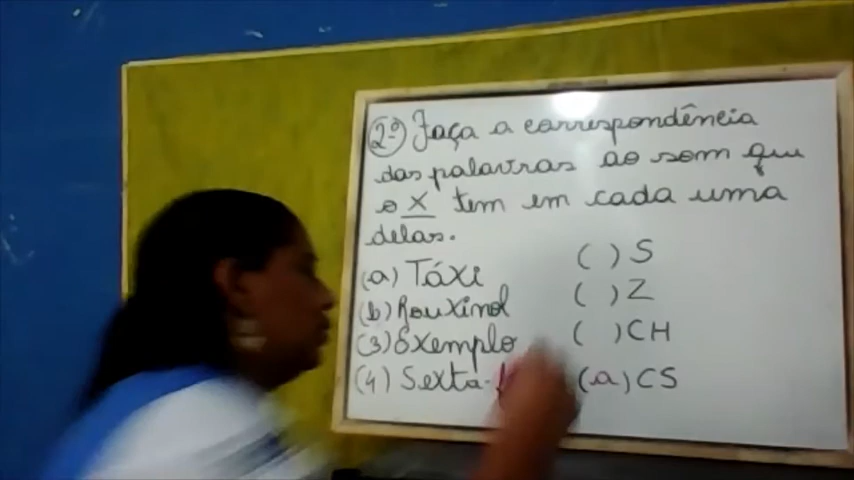 2º) Faça a correspondência
das palavras ao som qu
o X tem em cada uma
delas.
(a) Táxi ( ) S
(b) Rouxinol ( ) Z
(3) Exemplo ( ) CH
(4) Sexta- (a) CS